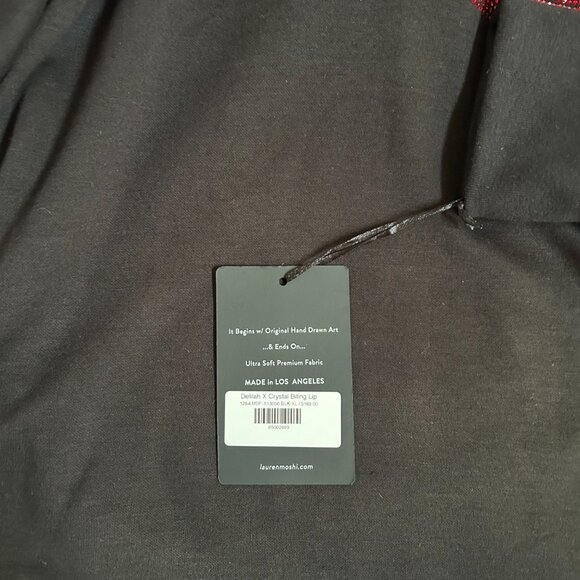 It Begins w/ Original Hand Drawn Art
...& Ends On...
Ultra Soft Premium Fabric
MADE in LOS ANGELES
Delilah X Crystal Biting Lip
laurenmoshi.com